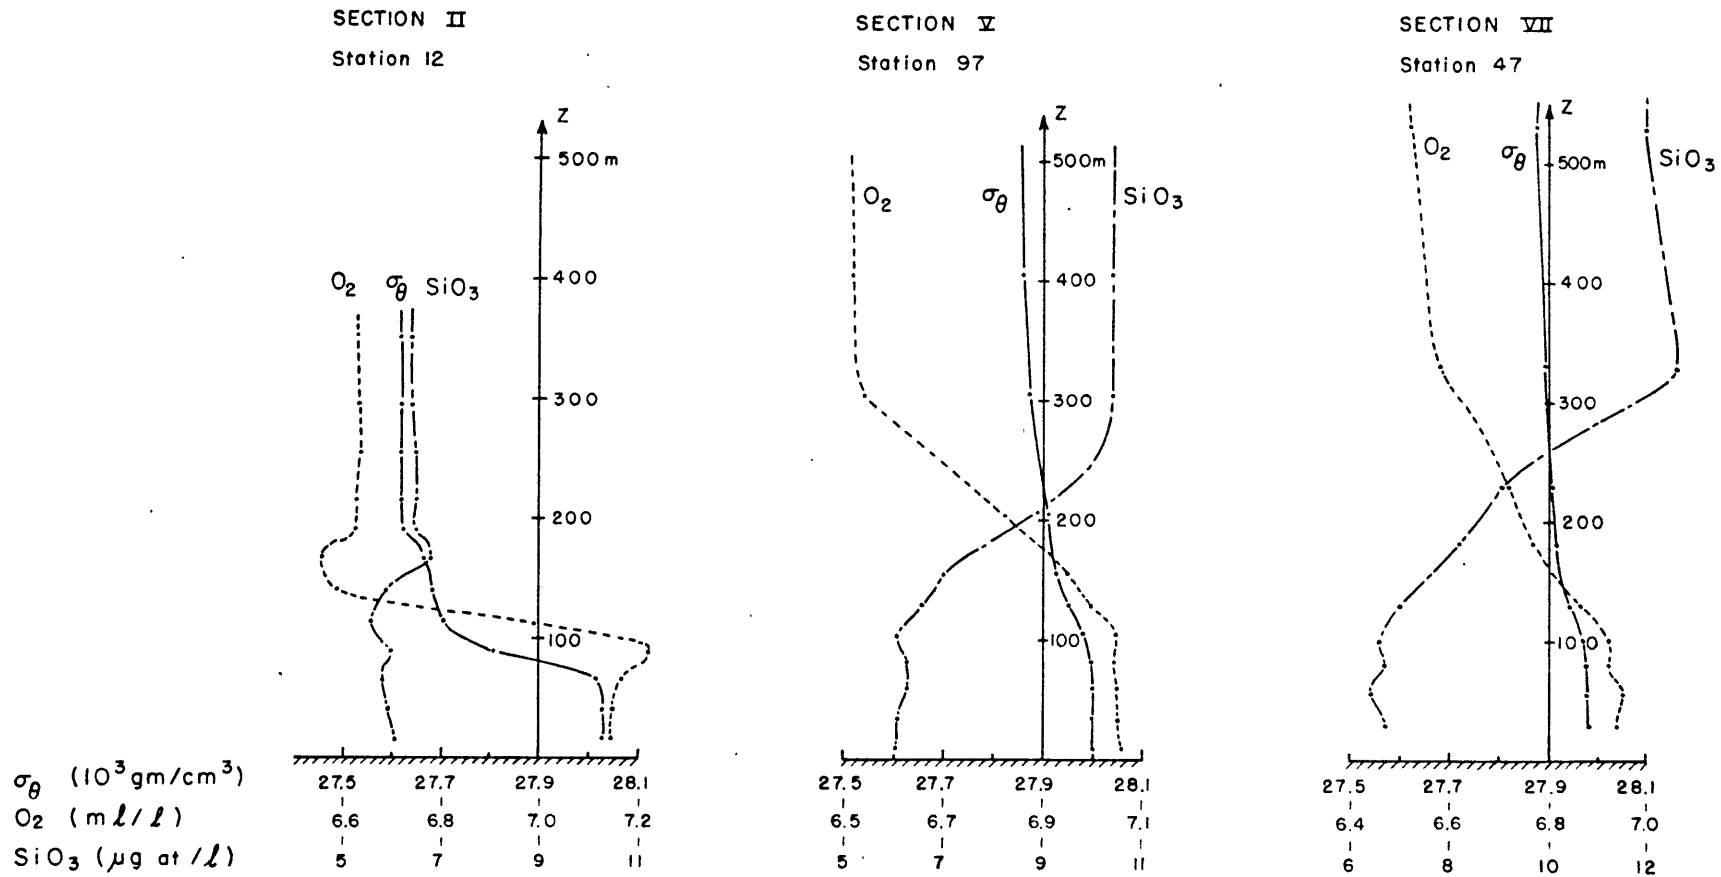 SECTION II
Station 12
Z
500m
O2 σθ SiO3
400
300
200
100
SECTION V
Station 97
Z
500m
O2 σθ SiO3
400
300
200
100
SECTION VII
Station 47
Z
500m
O2 σθ SiO3
400
300
200
100
σθ (10³ gm/cm³) 27.5 27.7 27.9 28.1 27.5 27.7 27.9 28.1 27.5 27.7 27.9 28.1
O2 (ml/l) 6.6 6.8 7.0 7.2 6.5 6.7 6.9 7.1 6.4 6.6 6.8 7.0
SiO3 (μg at/l) 5 7 9 11 5 7 9 11 6 8 10 12